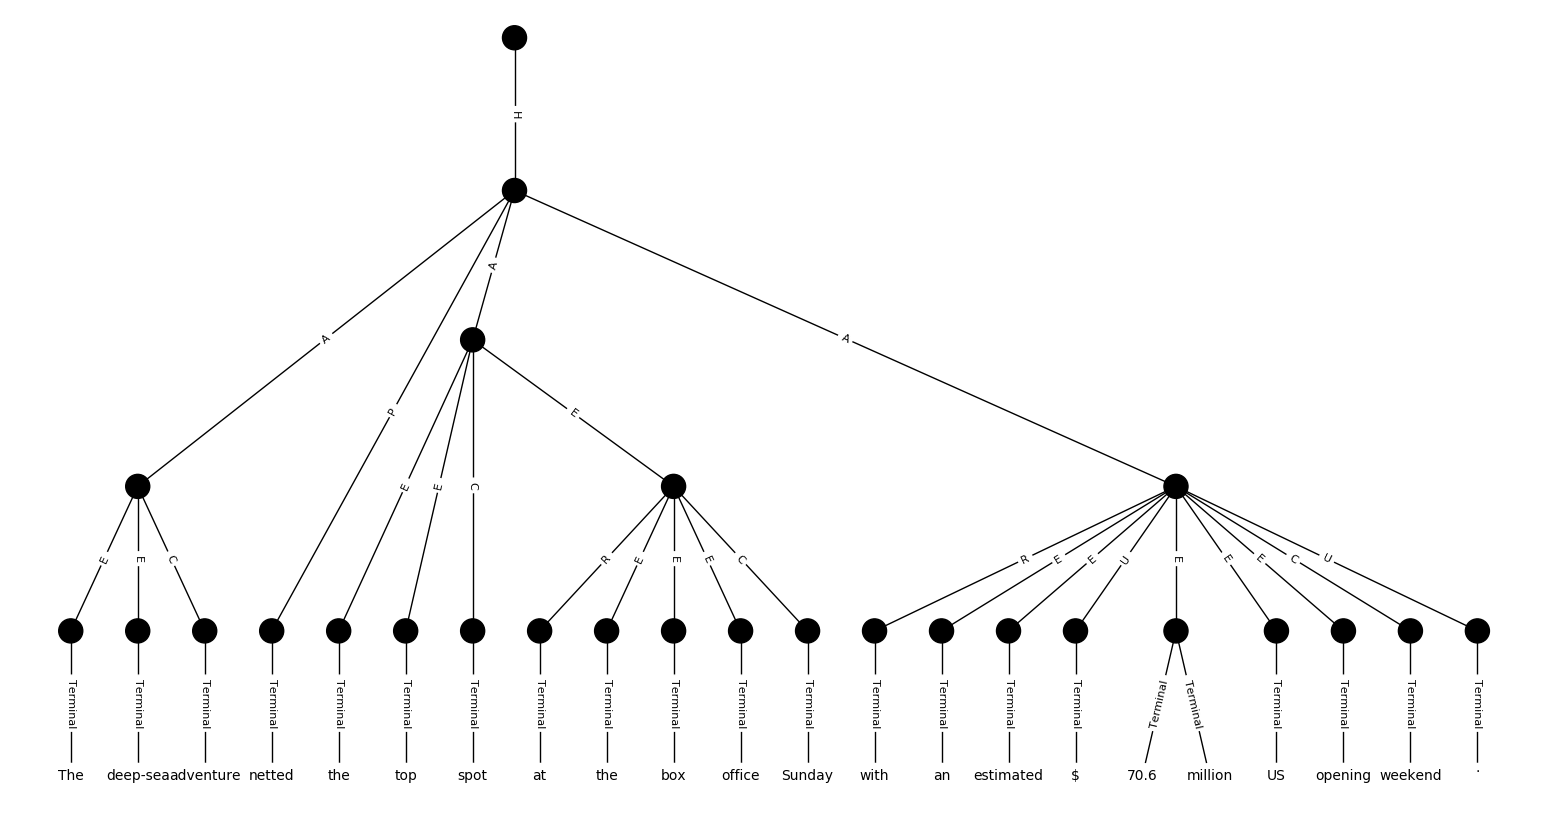 H
A
A
A
P
E
E
E
C
E
E
C
R
E
E
E
C
R
E
E
U
E
E
E
C
U
Terminal Terminal Terminal Terminal Terminal Terminal Terminal Terminal Terminal Terminal Terminal Terminal Terminal Terminal Terminal Terminal Terminal Terminal Terminal Terminal Terminal Terminal
The deep-sea adventure netted the top spot at the box office Sunday with an estimated $ 70.6 million US opening weekend .